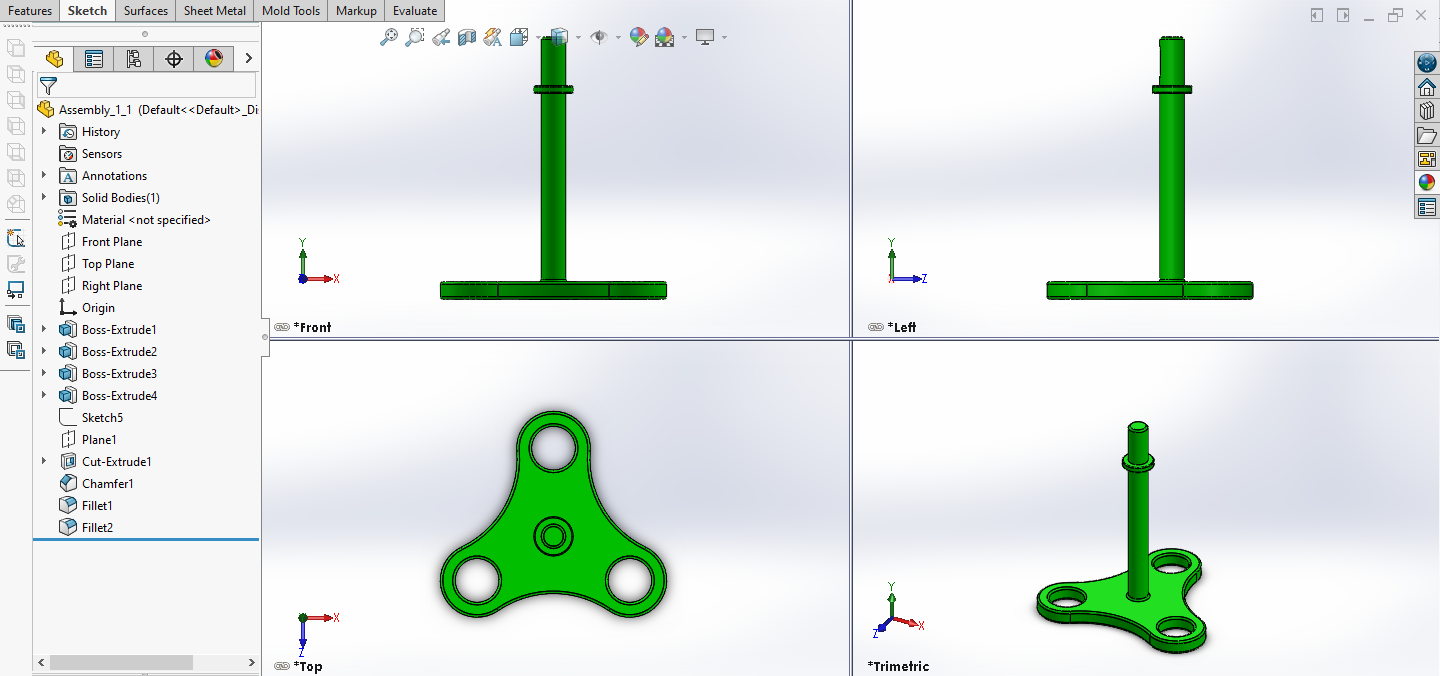 Features Sketch Surfaces Sheet Metal Mold Tools Markup Evaluate
Assembly_1_1 (Default<<Default>_Di
History
Sensors
A Annotations
Solid Bodies(1)
Material <not specified>
Front Plane
Top Plane
Right Plane
Origin
Boss-Extrude1
Boss-Extrude2
Boss-Extrude3
Boss-Extrude4
Sketch5
Plane1
Cut-Extrude1
Chamfer1
Fillet1
Fillet2
Y
X
*Front
Y
X
Z
*Left
X
Z
*Top
Y
X
Z
*Trimetric